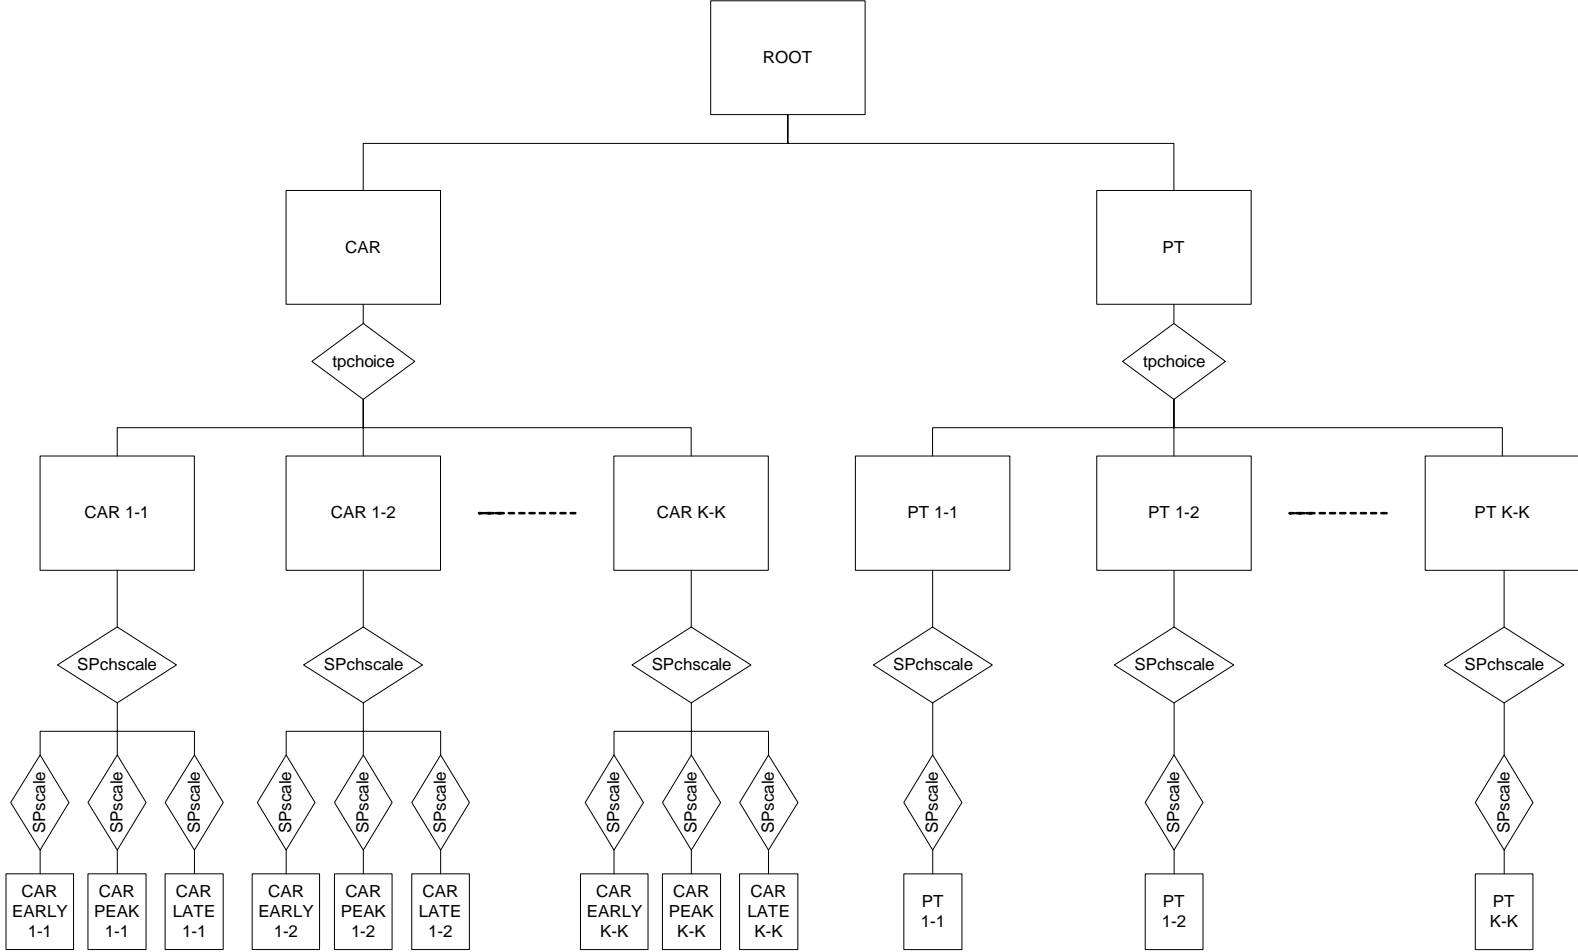 ROOT
CAR
PT
tpchoice
tpchoice
CAR 1-1
CAR 1-2
CAR K-K
PT 1-1
PT 1-2
PT K-K
SPchscale
SPchscale
SPchscale
SPchscale
SPchscale
SPchscale
SPscale
SPscale
SPscale
SPscale
SPscale
SPscale
SPscale
SPscale
SPscale
SPscale
SPscale
SPscale
CAR
EARLY
1-1
CAR
PEAK
1-1
CAR
LATE
1-1
CAR
EARLY
1-2
CAR
PEAK
1-2
CAR
LATE
1-2
CAR
EARLY
K-K
CAR
PEAK
K-K
CAR
LATE
K-K
PT
1-1
PT
1-2
PT
K-K